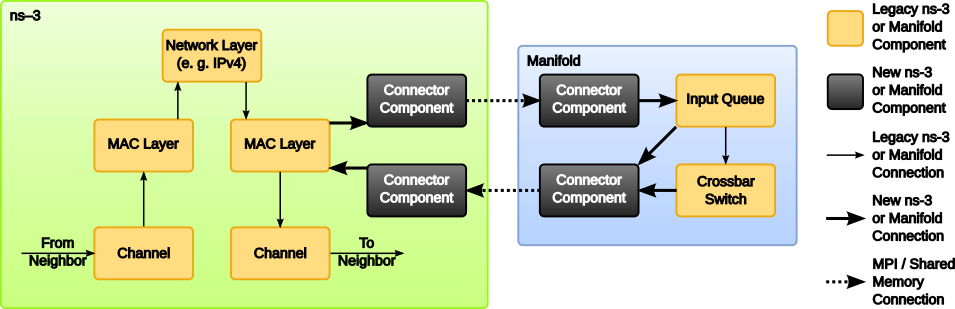 ns–3
Network Layer
(e. g. IPv4)
MAC Layer
MAC Layer
Channel
Channel
From
Neighbor
To
Neighbor
Connector
Component
Connector
Component
Manifold
Connector
Component
Input Queue
Connector
Component
Crossbar
Switch
Legacy ns-3
or Manifold
Component
New ns-3
or Manifold
Component
Legacy ns-3
or Manifold
Connection
New ns-3
or Manifold
Connection
MPI / Shared
Memory
Connection